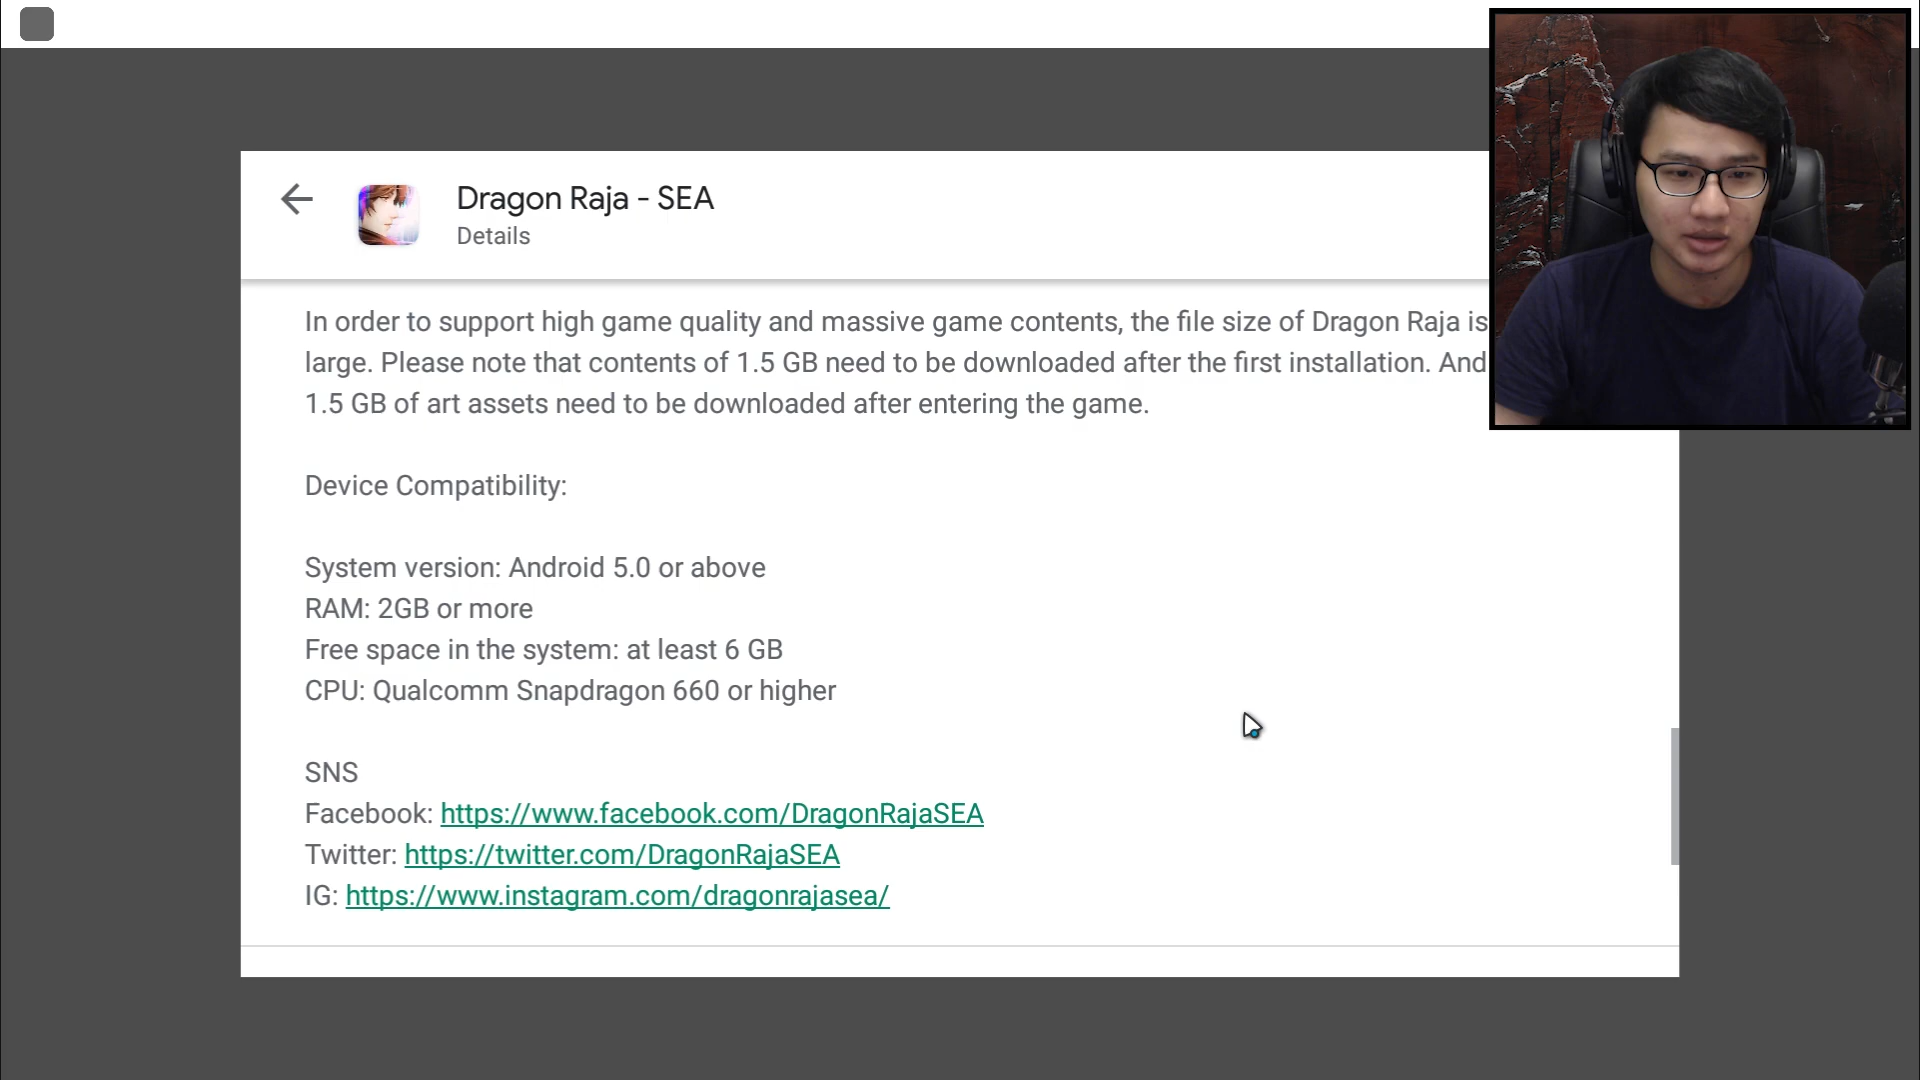 Dragon Raja - SEA
Details
In order to support high game quality and massive game contents, the file size of Dragon Raja is
large. Please note that contents of 1.5 GB need to be downloaded after the first installation. And
1.5 GB of art assets need to be downloaded after entering the game.
Device Compatibility:
System version: Android 5.0 or above
RAM: 2GB or more
Free space in the system: at least 6 GB
CPU: Qualcomm Snapdragon 660 or higher
SNS
Facebook: https://www.facebook.com/DragonRajaSEA
Twitter: https://twitter.com/DragonRajaSEA
IG: https://www.instagram.com/dragonrajasea/